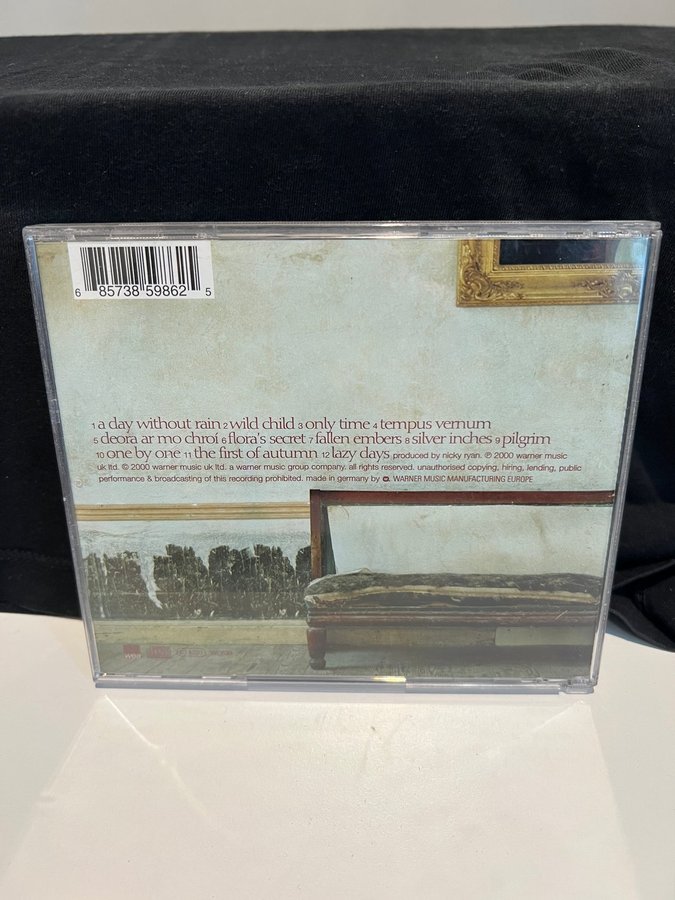 6 85738 59862 5
1 a day without rain 2 wild child 3 only time 4 tempus vernum
5 deora ar mo chroí 6 flora's secret 7 fallen embers 8 silver inches 9 pilgrim
10 one by one 11 the first of autumn 12 lazy days produced by nicky ryan. ℗ 2000 warner music
uk ltd. © 2000 warner music uk ltd. a warner music group company. all rights reserved. unauthorised copying, hiring, lending, public
performance & broadcasting of this recording prohibited. made in germany by WARNER MUSIC MANUFACTURING EUROPE
wea